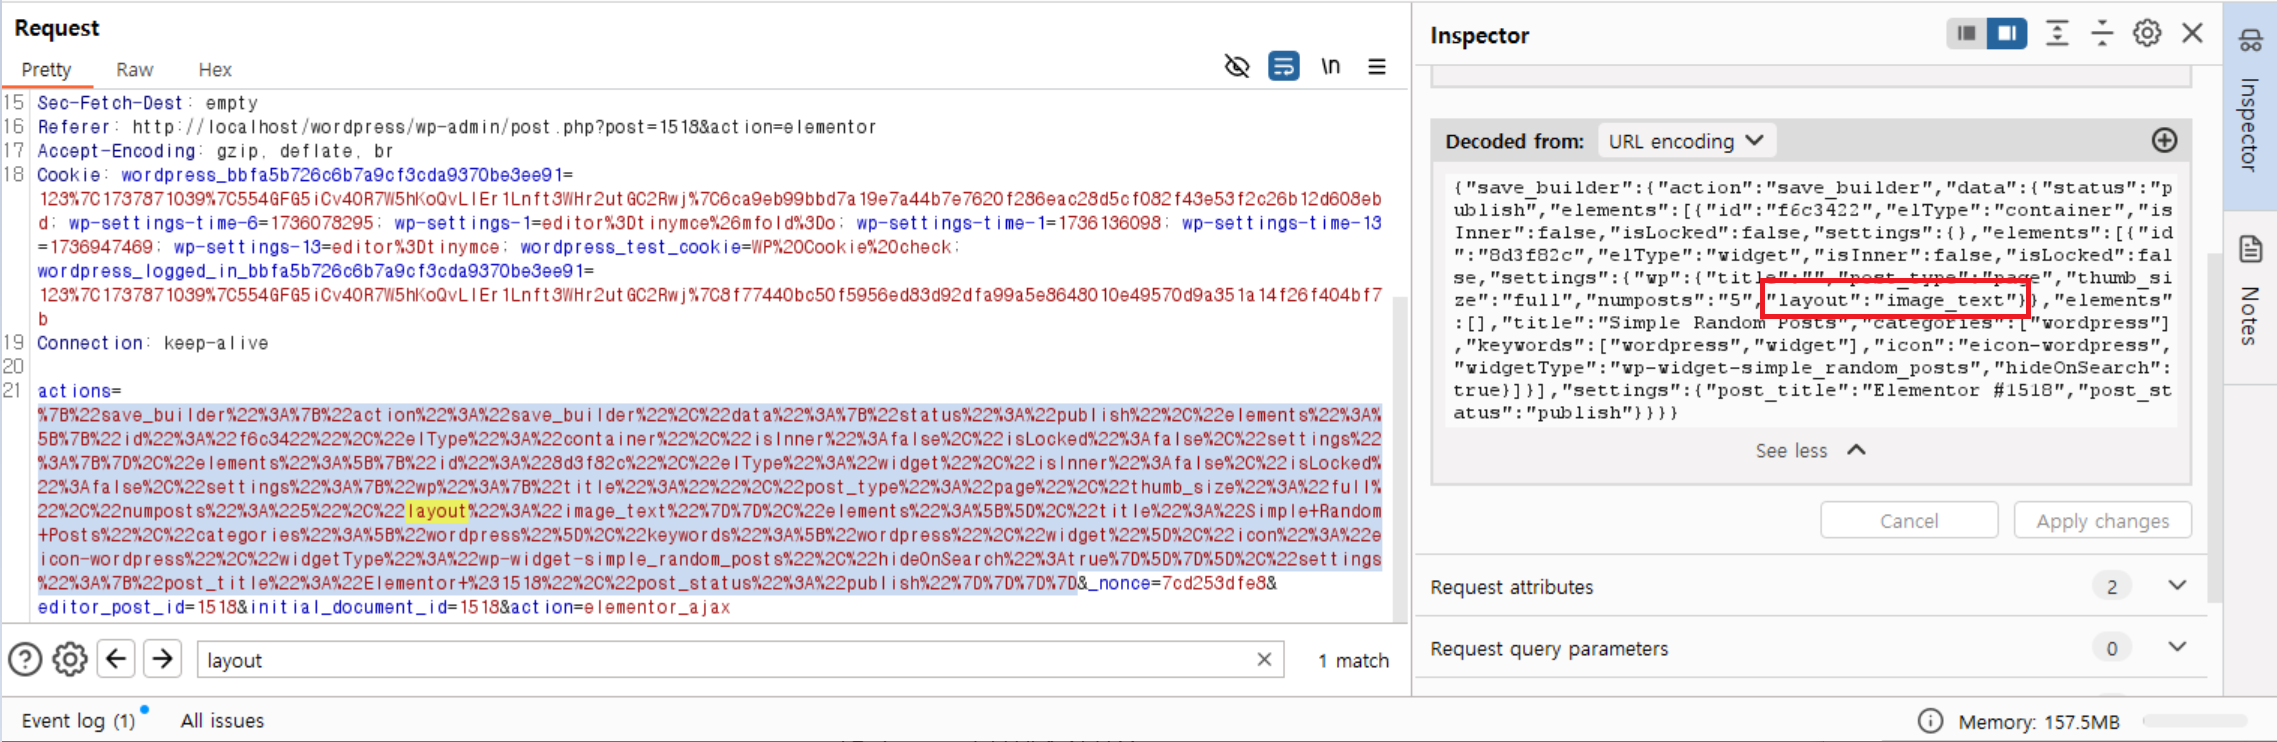 Request
Pretty Raw Hex
\n
15 Sec-Fetch-Dest: empty
16 Referer: http://localhost/wordpress/wp-admin/post.php?post=1518&action=elementor
17 Accept-Encoding: gzip, deflate, br
18 Cookie: wordpress_bbfa5b726c6b7a9cf3cda9370be3ee91=
123%7C1737871039%7C554GFG5iCv40R7W5hKoQvLlEr1Lnft3WHr2utGC2Rwj%7C6ca9eb99bbd7a19e7a44b7e7620f286eac28d5cf082f43e53f2c26b12d608eb
d; wp-settings-time-6=1736078295; wp-settings-1=editor%3Dtinymce%26mfold%3Do; wp-settings-time-1=1736136098; wp-settings-time-13
=1736947469; wp-settings-13=editor%3Dtinymce; wordpress_test_cookie=WP%20Cookie%20check;
wordpress_logged_in_bbfa5b726c6b7a9cf3cda9370be3ee91=
123%7C1737871039%7C554GFG5iCv40R7W5hKoQvLlEr1Lnft3WHr2utGC2Rwj%7C8f77440bc50f5956ed83d92dfa99a5e8648010e49570d9a351a14f26f404bf7
b
19 Connection: keep-alive
20
21 actions=
%7B%22save_builder%22%3A%7B%22action%22%3A%22save_builder%22%2C%22data%22%3A%7B%22status%22%3A%22publish%22%2C%22elements%22%3A%
5B%7B%22id%22%3A%22f6c3422%22%2C%22elType%22%3A%22container%22%2C%22isInner%22%3Afalse%2C%22isLocked%22%3Afalse%2C%22settings%22
%3A%7B%7D%2C%22elements%22%3A%5B%7B%22id%22%3A%228d3f82c%22%2C%22elType%22%3A%22widget%22%2C%22isInner%22%3Afalse%2C%22isLocked%
22%3Afalse%2C%22settings%22%3A%7B%22wp%22%3A%7B%22title%22%3A%22%22%2C%22post_type%22%3A%22page%22%2C%22thumb_size%22%3A%22full%
22%2C%22numposts%22%3A%225%22%2C%22layout%22%3A%22image_text%22%7D%7D%2C%22elements%22%3A%5B%5D%2C%22title%22%3A%22Simple+Random
+Posts%22%2C%22categories%22%3A%5B%22wordpress%22%5D%2C%22keywords%22%3A%5B%22wordpress%22%2C%22widget%22%5D%2C%22icon%22%3A%22e
icon-wordpress%22%2C%22widgetType%22%3A%22wp-widget-simple_random_posts%22%2C%22hideOnSearch%22%3Atrue%7D%5D%7D%5D%2C%22settings
%22%3A%7B%22post_title%22%3A%22Elementor+%231518%22%2C%22post_status%22%3A%22publish%22%7D%7D%7D%7D&_nonce=7cd253dfe8&
editor_post_id=1518&initial_document_id=1518&action=elementor_ajax
layout
1 match
Event log (1) All issues
Inspector
Decoded from: URL encoding
{"save_builder":{"action":"save_builder","data":{"status":"p
ublish","elements":[{"id":"f6c3422","elType":"container","is
Inner":false,"isLocked":false,"settings":{},"elements":[{"id
":"8d3f82c","elType":"widget","isInner":false,"isLocked":fal
se,"settings":{"wp":{"title":"","post_type":"page","thumb_si
ze":"full","numposts":"5","layout":"image_text"}},"elements"
:[],"title":"Simple Random Posts","categories":["wordpress"]
,"keywords":["wordpress","widget"],"icon":"eicon-wordpress",
"widgetType":"wp-widget-simple_random_posts","hideOnSearch":
true}]}],"settings":{"post_title":"Elementor #1518","post_st
atus":"publish"}}}}
See less
Cancel Apply changes
Request attributes 2
Request query parameters 0
Memory: 157.5MB
Inspector
Notes